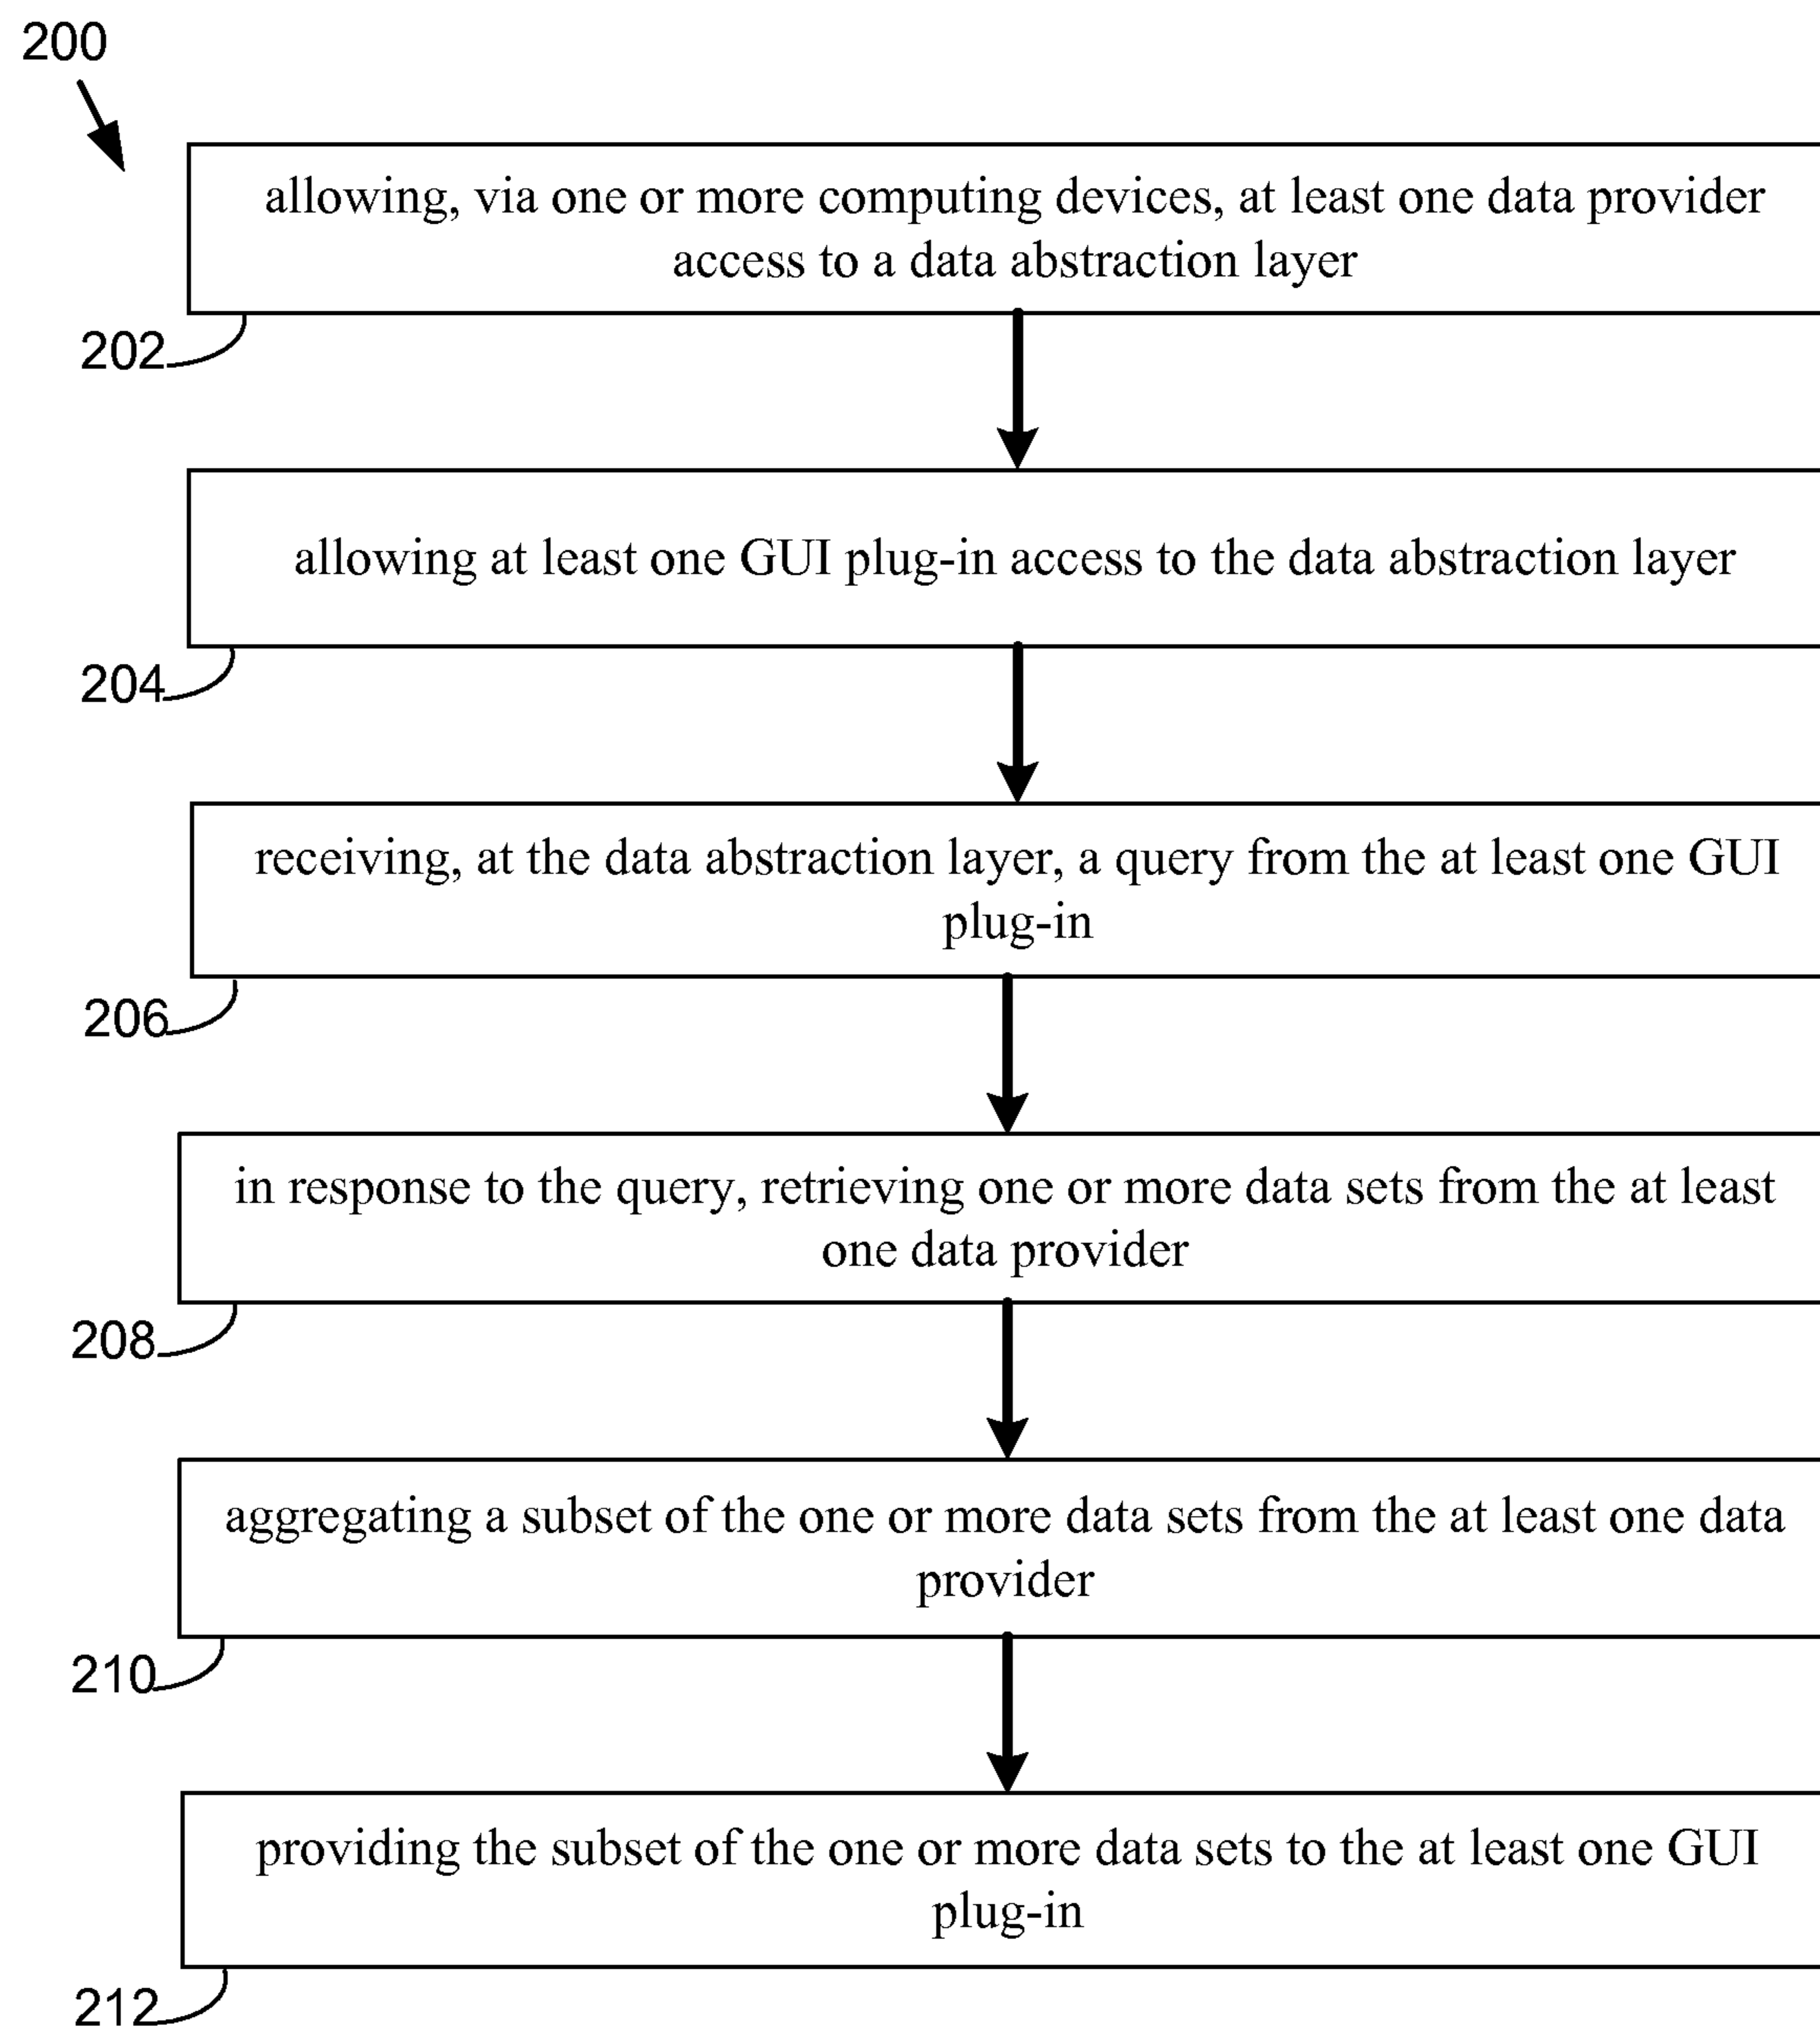 200
allowing, via one or more computing devices, at least one data provider
access to a data abstraction layer
202
allowing at least one GUI plug-in access to the data abstraction layer
204
receiving, at the data abstraction layer, a query from the at least one GUI
plug-in
206
in response to the query, retrieving one or more data sets from the at least
one data provider
208
aggregating a subset of the one or more data sets from the at least one data
provider
210
providing the subset of the one or more data sets to the at least one GUI
plug-in
212